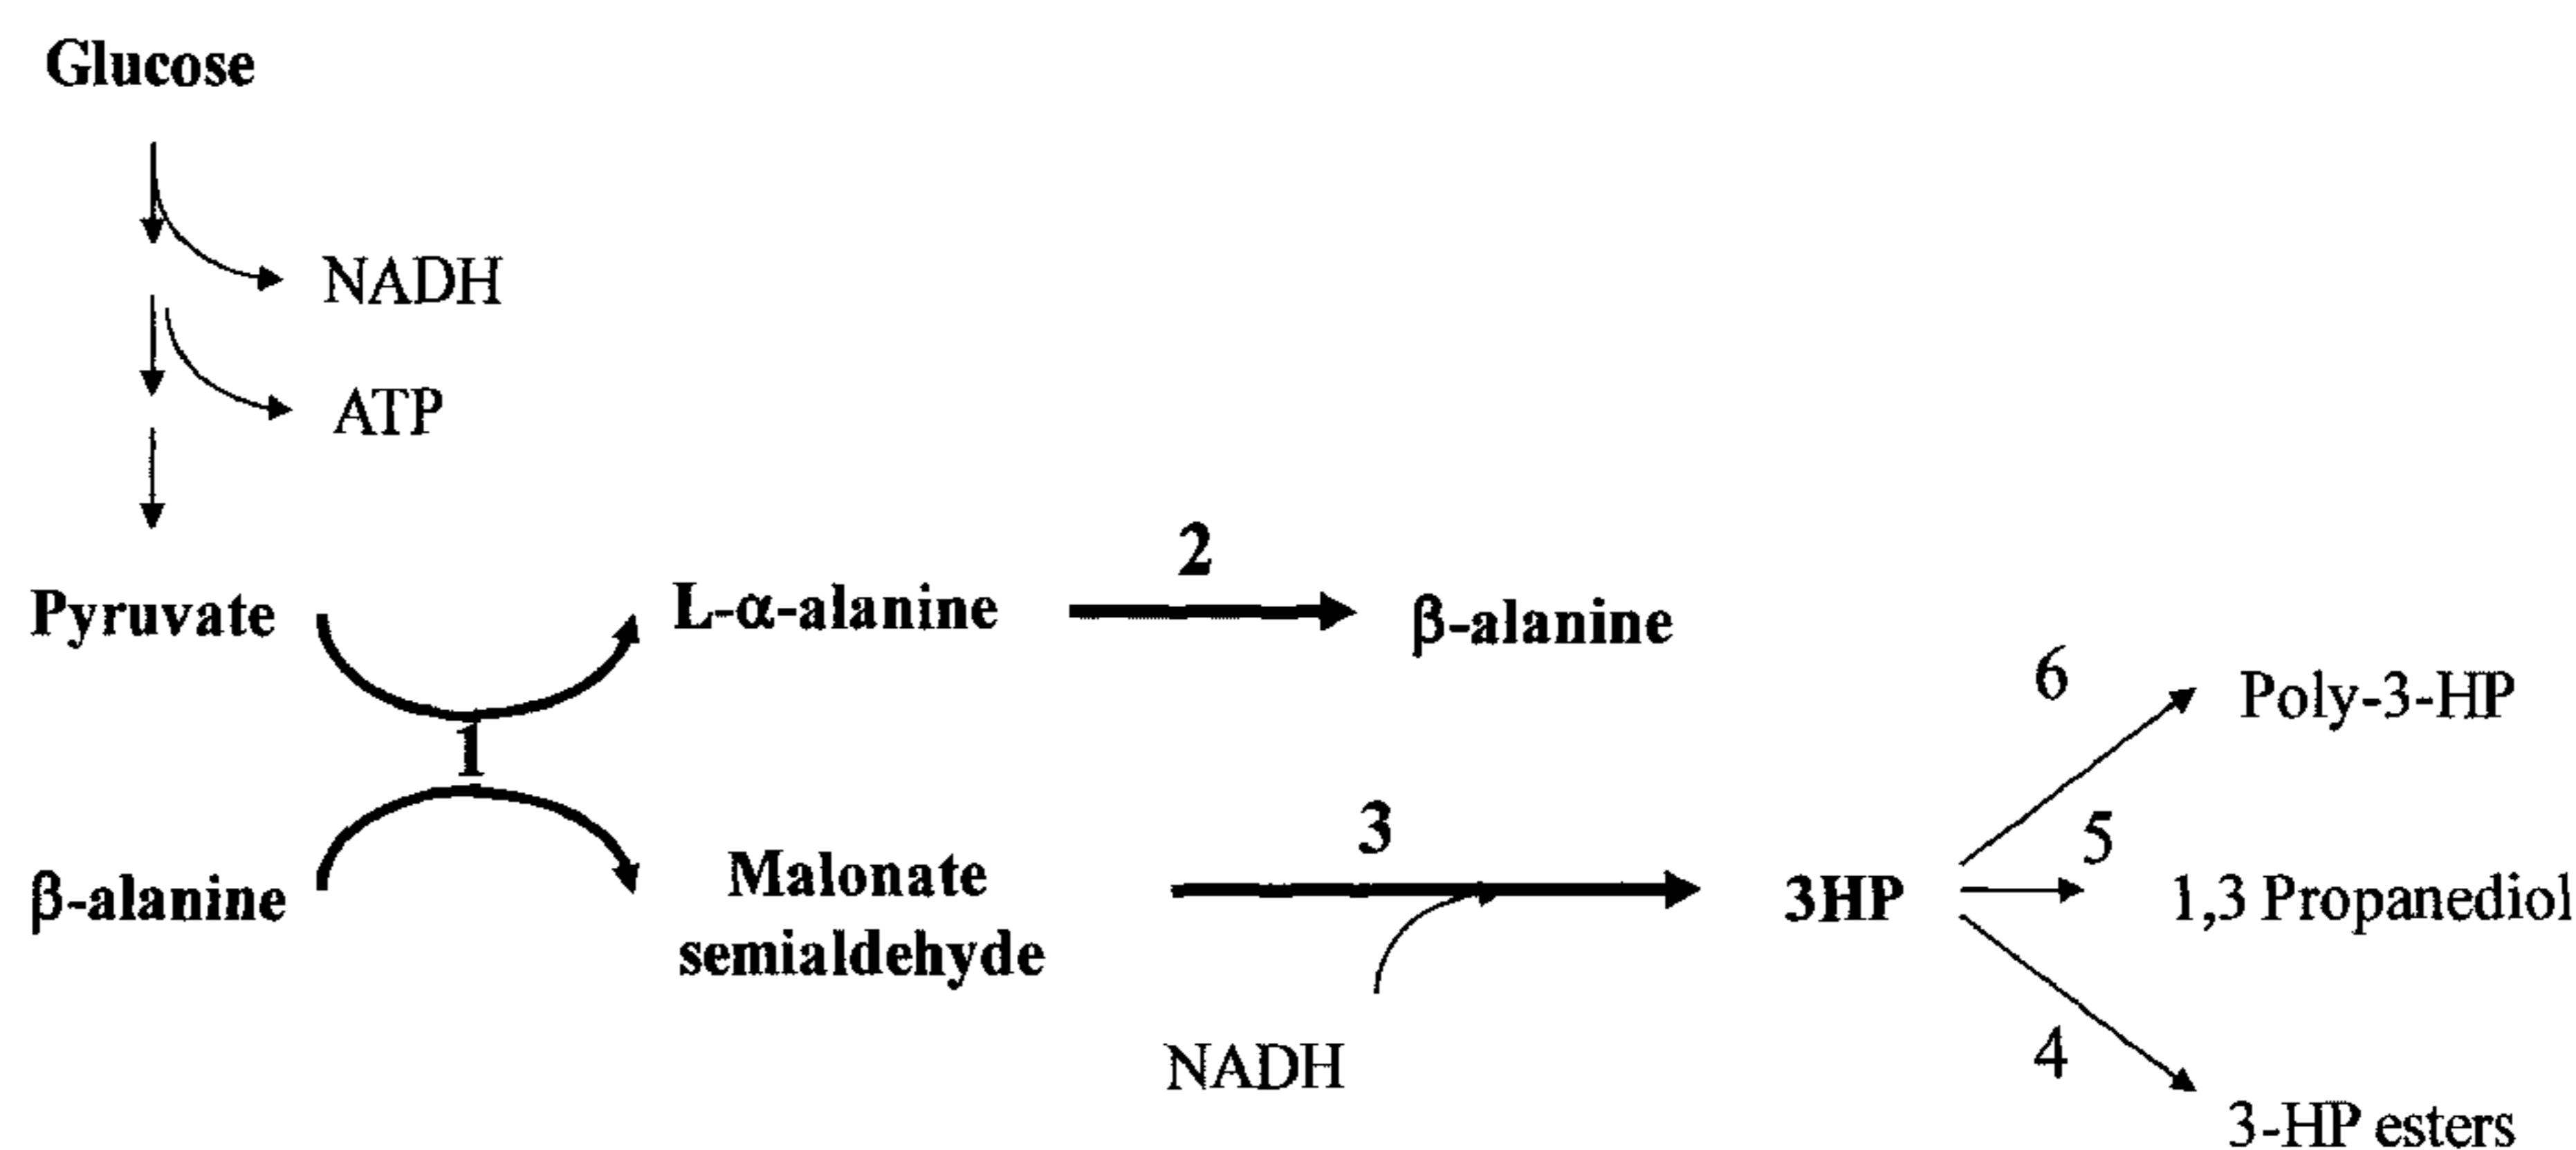 Glucose
NADH
ATP
2
Pyruvate
L-α-alanine
β-alanine
6
Poly-3-HP
1
3
5
β-alanine
Malonate
semialdehyde
3HP
1,3 Propanediol
NADH
4
3-HP esters